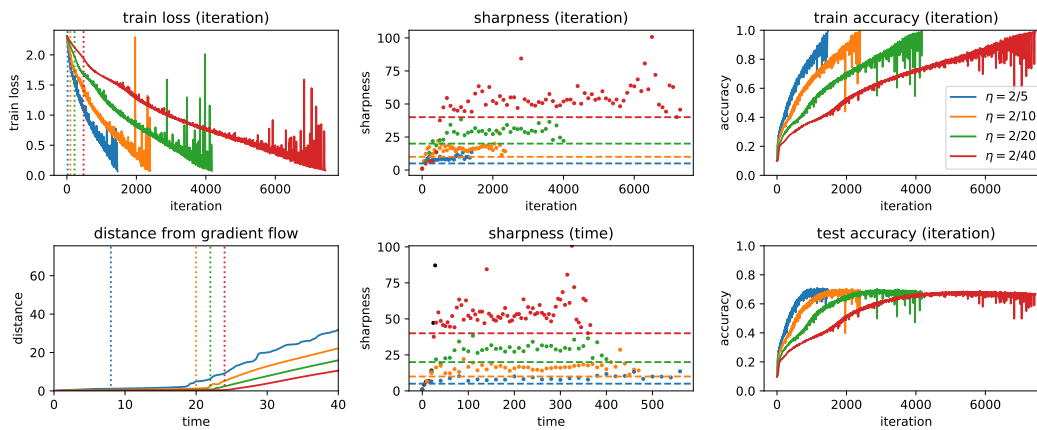 train loss (iteration)
train loss
2.0
1.5
1.0
0.5
0.0
0 2000 4000 6000
iteration
sharpness (iteration)
sharpness
100
75
50
25
0
0 2000 4000 6000
iteration
train accuracy (iteration)
accuracy
1.0
0.8
0.6
0.4
0.2
0.0
η = 2/5
η = 2/10
η = 2/20
η = 2/40
0 2000 4000 6000
iteration
distance from gradient flow
distance
60
40
20
0
0 10 20 30 40
time
sharpness (time)
sharpness
100
75
50
25
0
0 100 200 300 400 500
time
test accuracy (iteration)
accuracy
1.0
0.8
0.6
0.4
0.2
0.0
0 2000 4000 6000
iteration